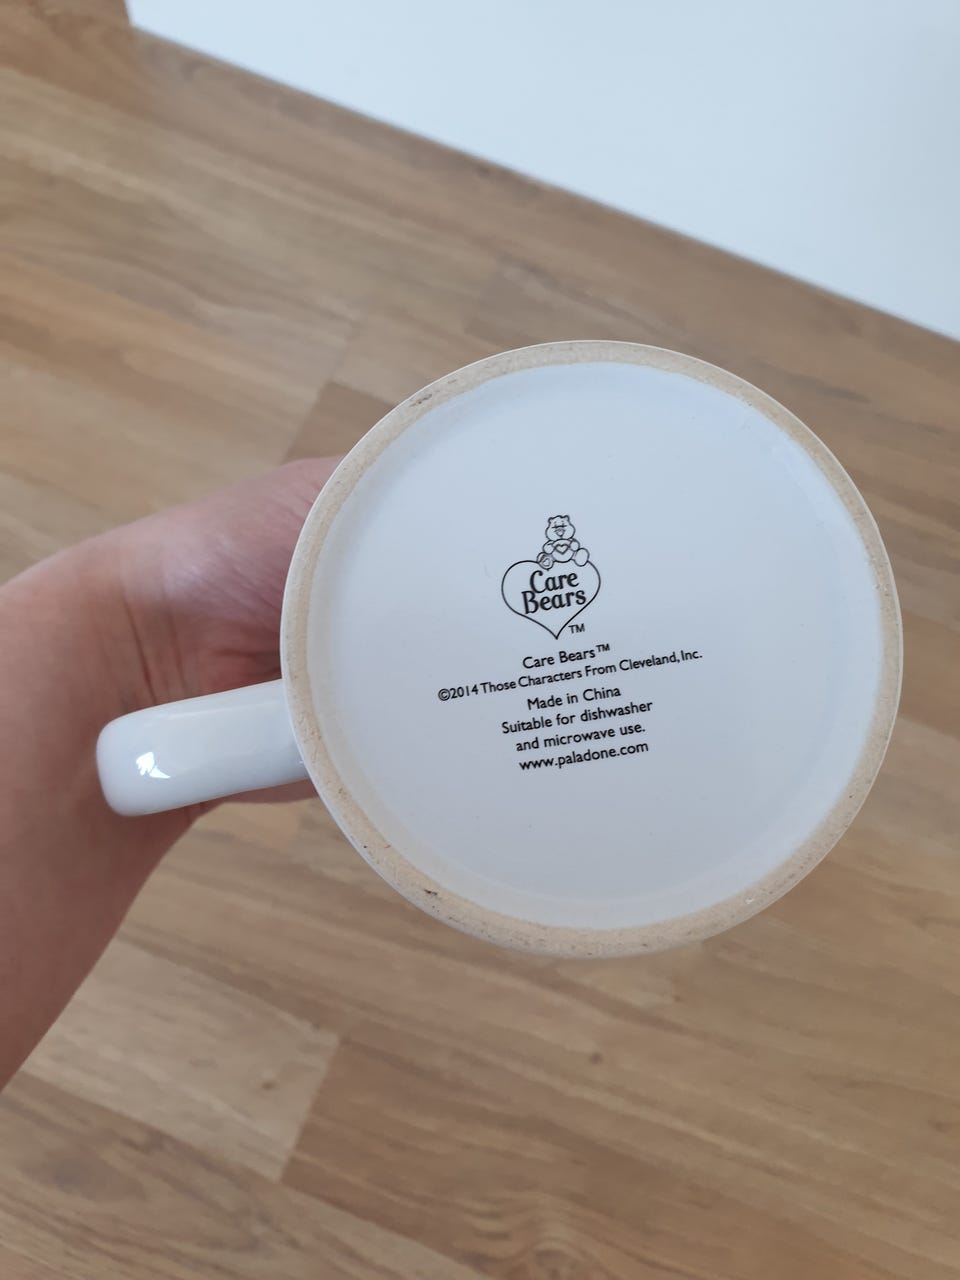 Care
Bears
TM
Care Bears™
©2014 Those Characters From Cleveland, Inc.
Made in China
Suitable for dishwasher
and microwave use.
www.paladone.com